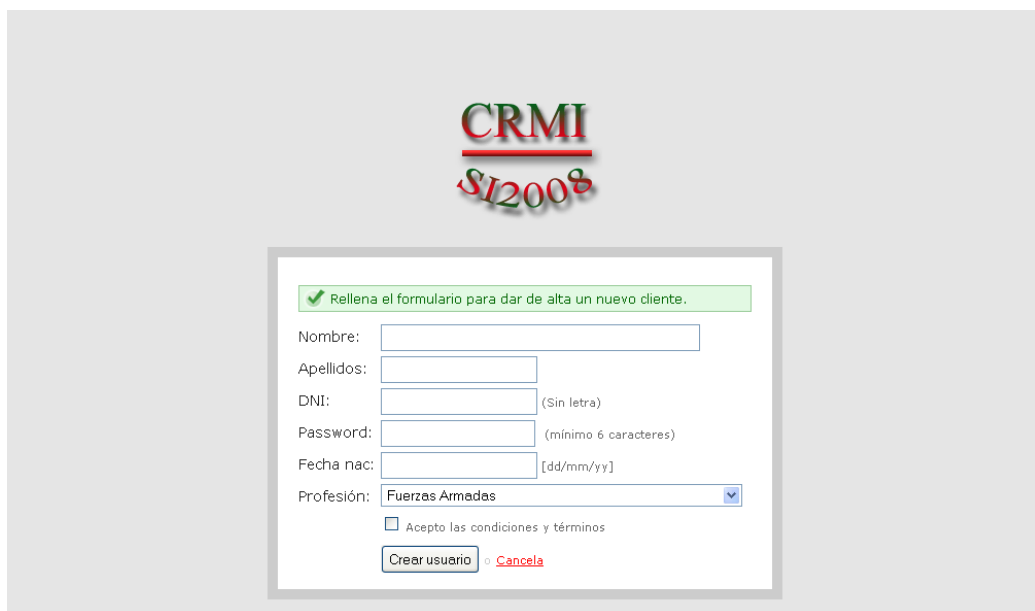 CRMI
SI2008
Rellena el formulario para dar de alta un nuevo cliente.
Nombre:
Apellidos:
DNI: (Sin letra)
Password: (mínimo 6 caracteres)
Fecha nac: [dd/mm/yy]
Profesión: Fuerzas Armadas
Acepto las condiciones y términos
Crear usuario o Cancela